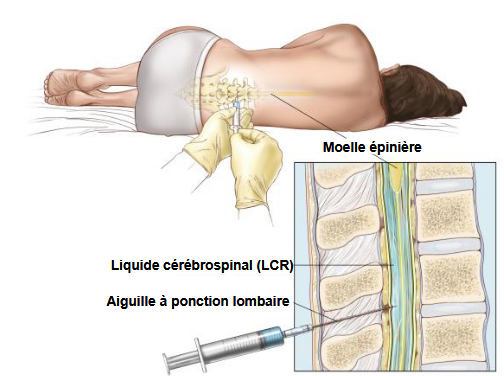 Moelle épinière
Liquide cérébrospinal (LCR)
Aiguille à ponction lombaire